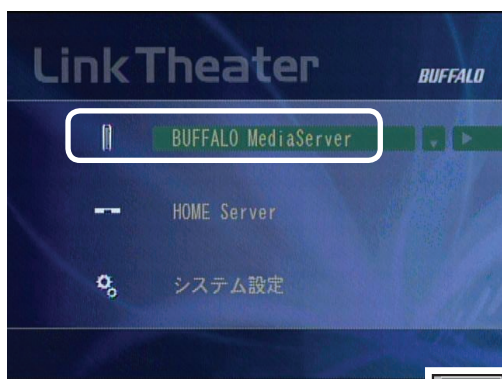 LinkTheater
BUFFALO
BUFFALO MediaServer
HOME Server
システム設定